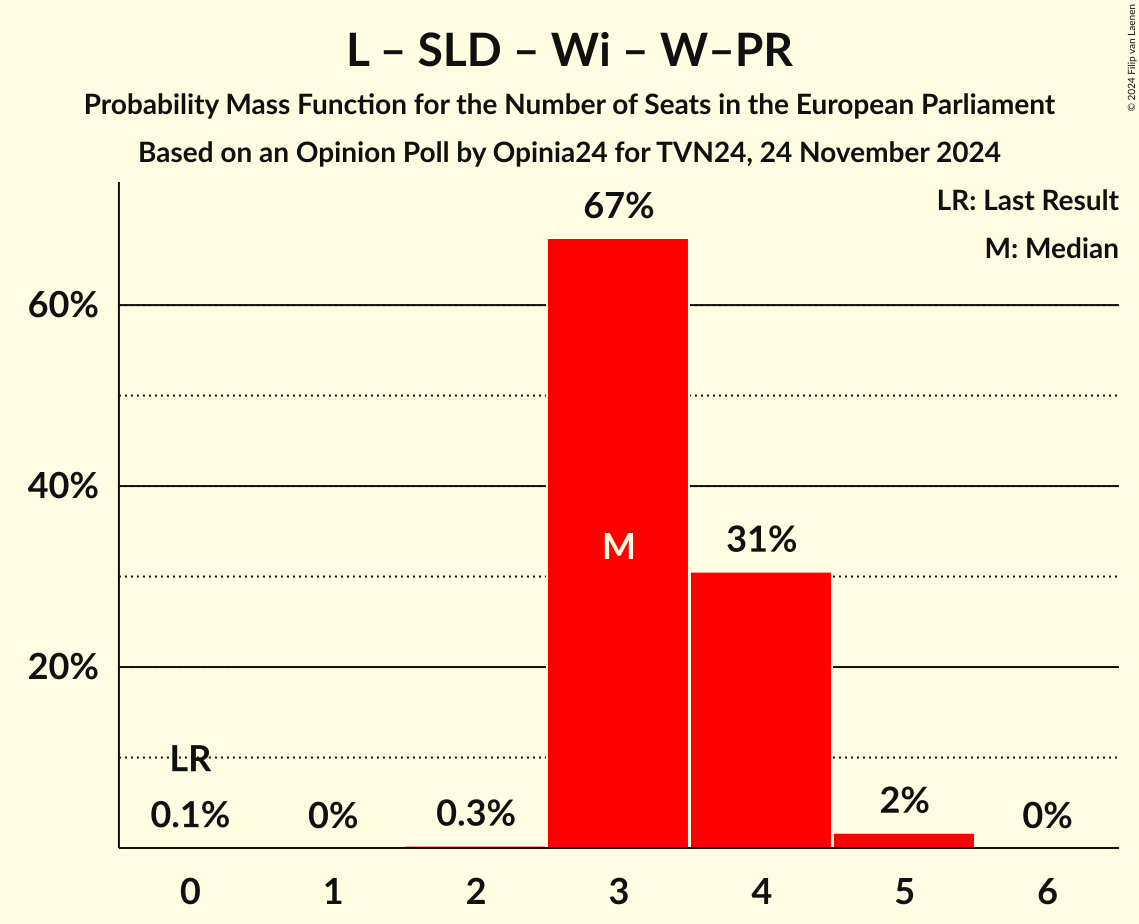 L – SLD – Wi – W–PR
Probability Mass Function for the Number of Seats in the European Parliament
Based on an Opinion Poll by Opinia24 for TVN24, 24 November 2024
© 2024 Filip van Laenen
LR: Last Result
M: Median
67%
60%
40%
31%
M
20%
LR
0.1%
0%
0.3%
2%
0%
0 1 2 3 4 5 6